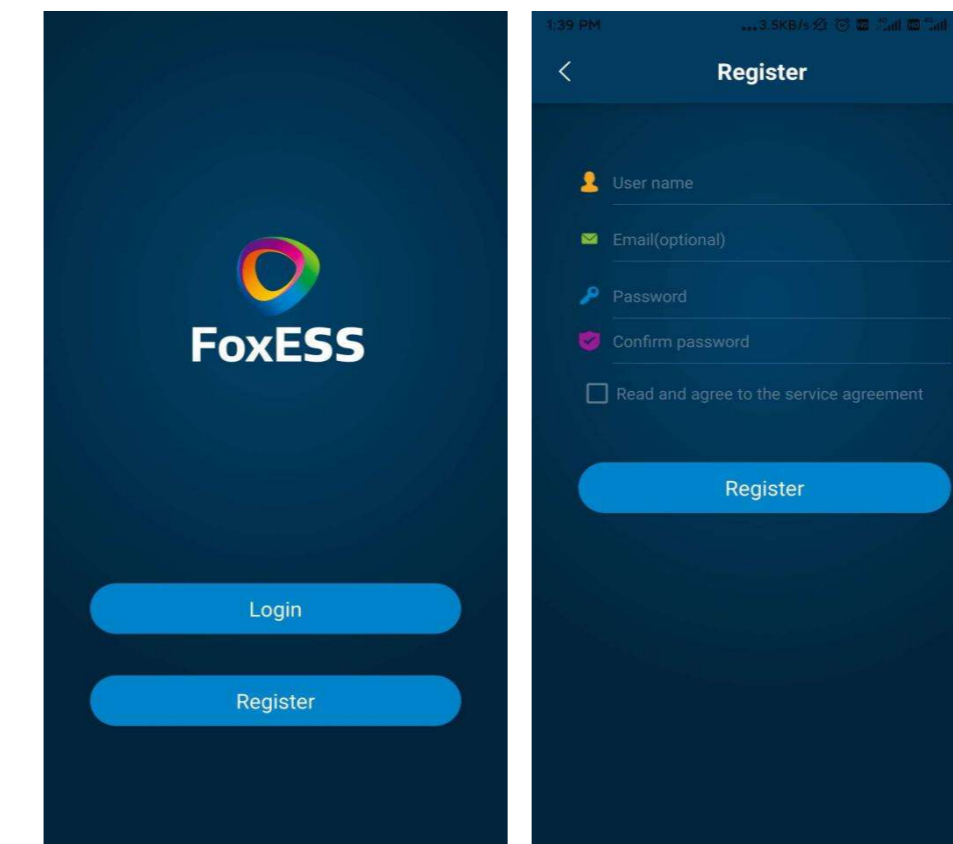 FoxESS
Login
Register
1:39 PM
...3.5KB/s
Register
User name
Email(optional)
Password
Confirm password
Read and agree to the service agreement
Register